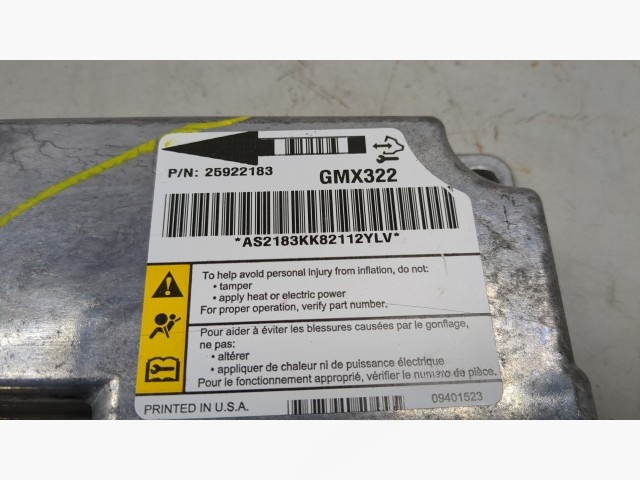 P/N: 25922183
GMX322
*AS2183KK82112YLV*
To help avoid personal injury from inflation, do not:
• tamper
• apply heat or electric power
For proper operation, verify part number.
Pour aider à éviter les blessures causées par le gonflage,
ne pas:
• altérer
• appliquer de chaleur ni de puissance électrique
Pour le fonctionnement approprié, vérifier le numéro de pièce.
PRINTED IN U.S.A.
09401523